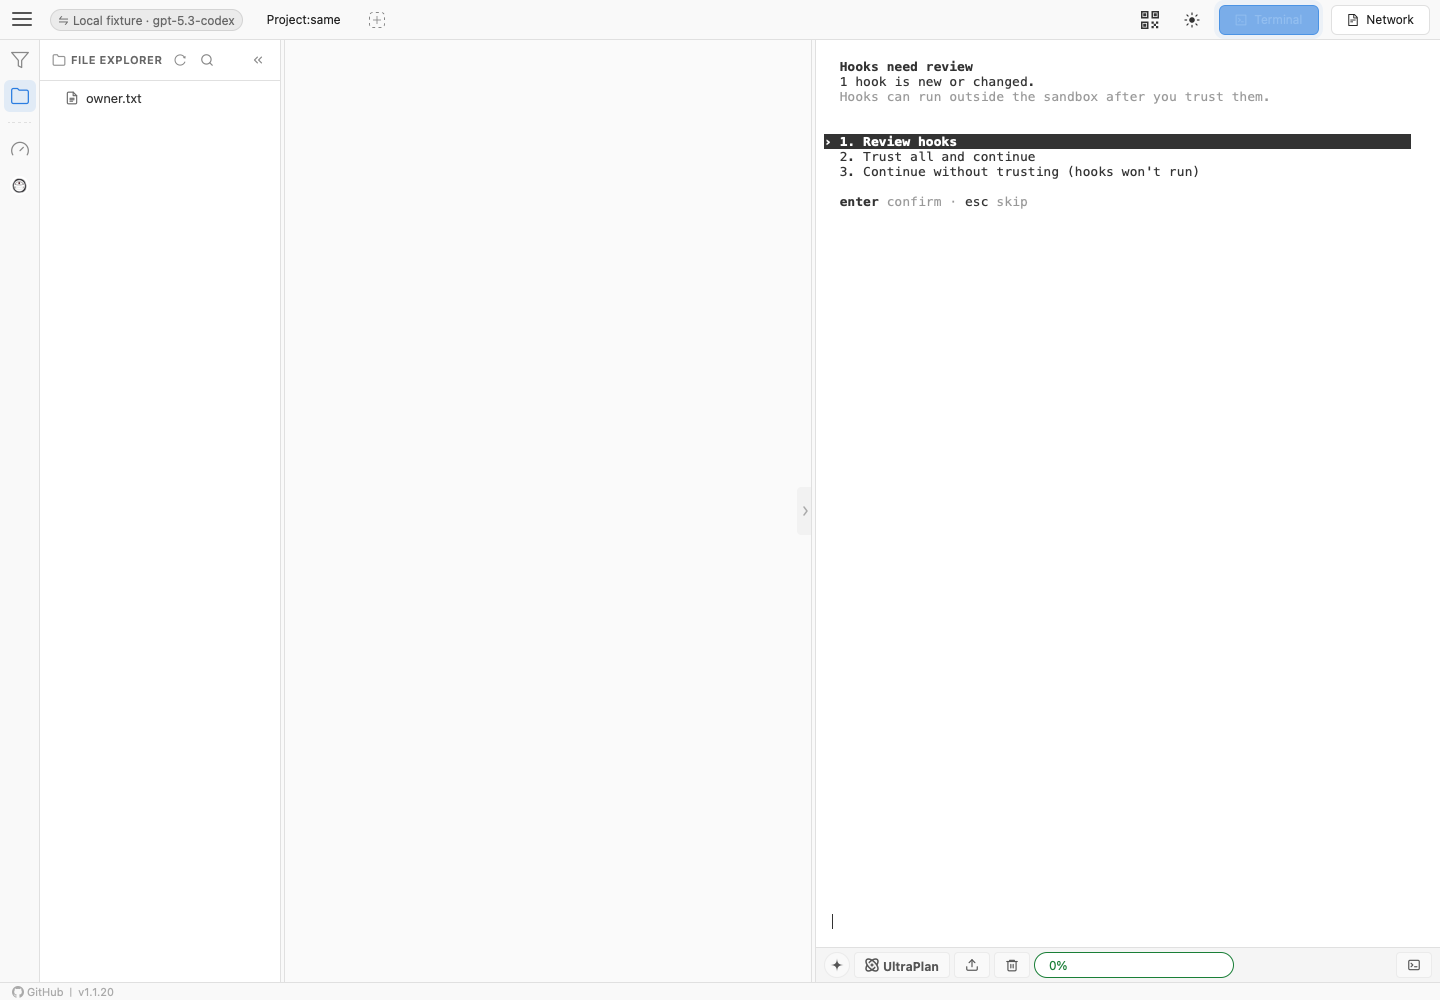 Local fixture · gpt-5.3-codex
Project:same
Terminal
Network
FILE EXPLORER
owner.txt
Hooks need review
1 hook is new or changed.
Hooks can run outside the sandbox after you trust them.
› 1. Review hooks
2. Trust all and continue
3. Continue without trusting (hooks won't run)
enter confirm · esc skip
UltraPlan
0%
GitHub | v1.1.20